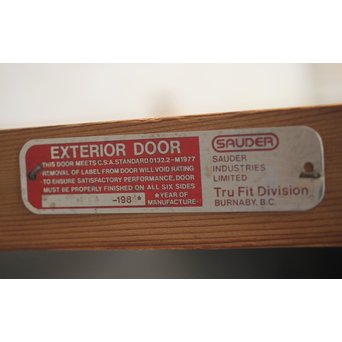 EXTERIOR DOOR
THIS DOOR MEETS C.S.A. STANDARD 0132.2-M1977
REMOVAL OF LABEL FROM DOOR WILL VOID RATING
TO ENSURE SATISFACTORY PERFORMANCE, DOOR
MUST BE PROPERLY FINISHED ON ALL SIX SIDES
*YEAR OF
MANUFACTURE
-198
SAUDER
SAUDER
INDUSTRIES
LIMITED
Tru Fit Division
BURNABY, B.C.